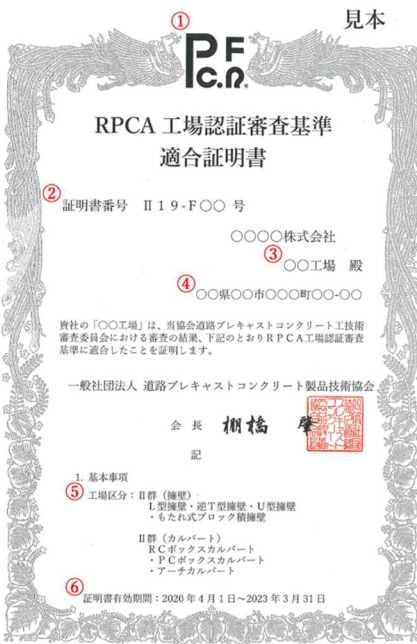 ①
見本
PF
C.R.
RPCA 工場認証審査基準
適合証明書
② 証明書番号 Ⅱ19-F○○ 号
○○○○株式会社
③ ○○工場 殿
④ ○○県○○市○○○町○○-○○
貴社の「○○工場」は、当協会道路プレキャストコンクリート工技術
審査委員会における審査の結果、下記のとおりRPCA工場認証審査
基準に適合したことを証明します。
一般社団法人 道路プレキャストコンクリート製品技術協会
会長 棚橋 肇
記
1. 基本事項
⑤ 工場区分：Ⅱ群（擁壁）
L型擁壁・逆T型擁壁・U型擁壁
・もたれ式ブロック積擁壁
Ⅱ群（カルバート）
RCボックスカルバート
・PCボックスカルバート
・アーチカルバート
⑥ 証明書有効期間：2020年4月1日～2023年3月31日